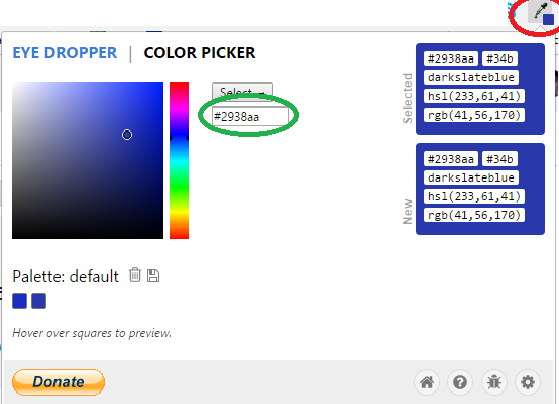 EYE DROPPER | COLOR PICKER
Select →
#2938aa
Selected
#2938aa #34b
darkslateblue
hsl(233,61,41)
rgb(41,56,170)
New
#2938aa #34b
darkslateblue
hsl(233,61,41)
rgb(41,56,170)
Palette: default
Hover over squares to preview.
Donate